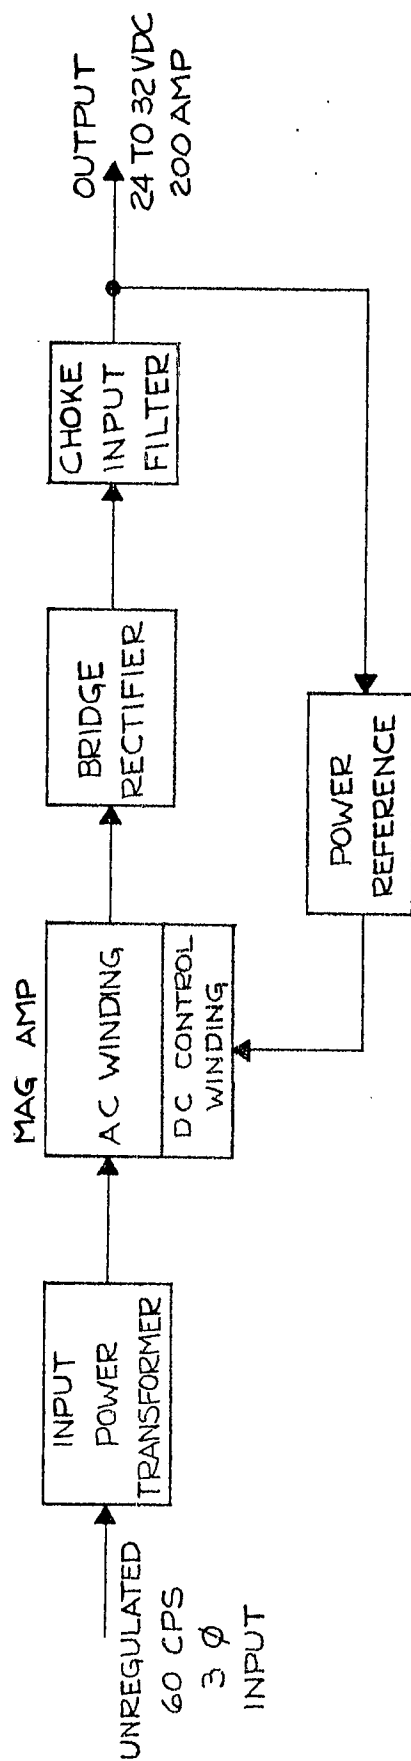 UNREGULATED
60 CPS
3 Ø
INPUT
INPUT
POWER
TRANSFORMER
MAG AMP
AC WINDING
DC CONTROL
WINDING
BRIDGE
RECTIFIER
CHOKE
INPUT
FILTER
OUTPUT
24 TO 32 VDC
200 AMP
POWER
REFERENCE